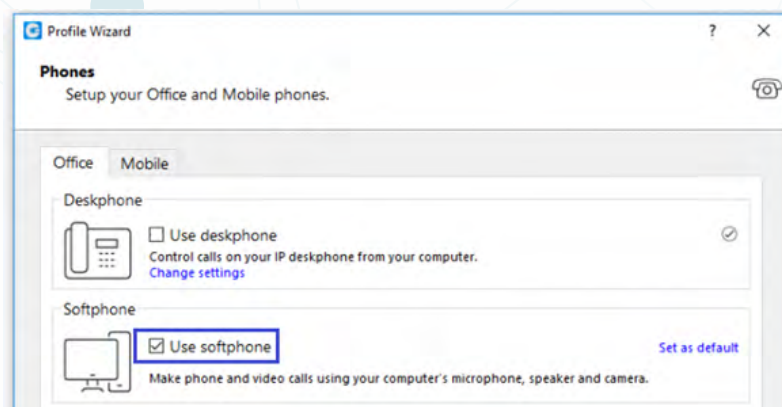 Profile Wizard
Phones
Setup your Office and Mobile phones.
Office Mobile
Deskphone
Use deskphone
Control calls on your IP deskphone from your computer.
Change settings
Softphone
Use softphone
Set as default
Make phone and video calls using your computer's microphone, speaker and camera.